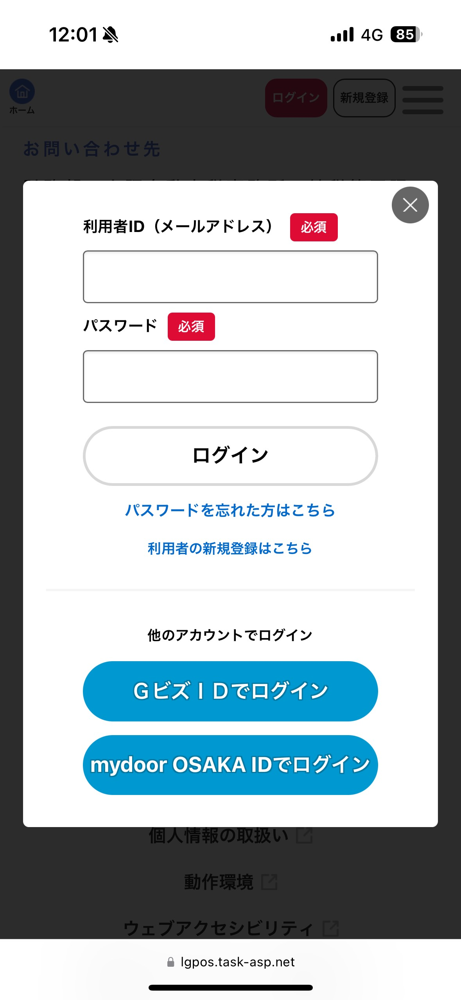 12:01
4G 85
ホーム
ログイン
新規登録
お問い合わせ先
利用者ID（メールアドレス） 必須
パスワード 必須
ログイン
パスワードを忘れた方はこちら
利用者の新規登録はこちら
他のアカウントでログイン
ＧビズＩＤでログイン
mydoor OSAKA IDでログイン
個人情報の取扱い
動作環境
ウェブアクセシビリティ
lgpos.task-asp.net